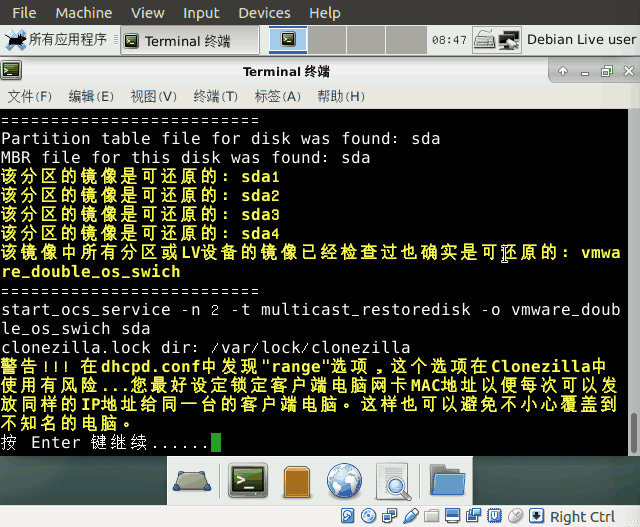 File Machine View Input Devices Help
所有应用程序 Terminal 终端 08:47 Debian Live user
Terminal 终端
文件(F) 编辑(E) 视图(V) 终端(T) 标签(A) 帮助(H)
==========================
Partition table file for disk was found: sda
MBR file for this disk was found: sda
该分区的镜像是可还原的: sda1
该分区的镜像是可还原的: sda2
该分区的镜像是可还原的: sda3
该分区的镜像是可还原的: sda4
该镜像中所有分区或LV设备的镜像已经检查过也确实是可还原的: vmwa
re_double_os_swich
==========================
start_ocs_service -n 2 -t multicast_restoredisk -o vmware_doub
le_os_swich sda
clonezilla.lock dir: /var/lock/clonezilla
警告!!! 在dhcpd.conf中发现"range"选项，这个选项在Clonezilla中
使用有风险...您最好设定锁定客户端电脑网卡MAC地址以便每次可以发
放同样的IP地址给同一台的客户端电脑。这样也可以避免不小心覆盖到
不知名的电脑。
按 Enter 键继续......
Right Ctrl